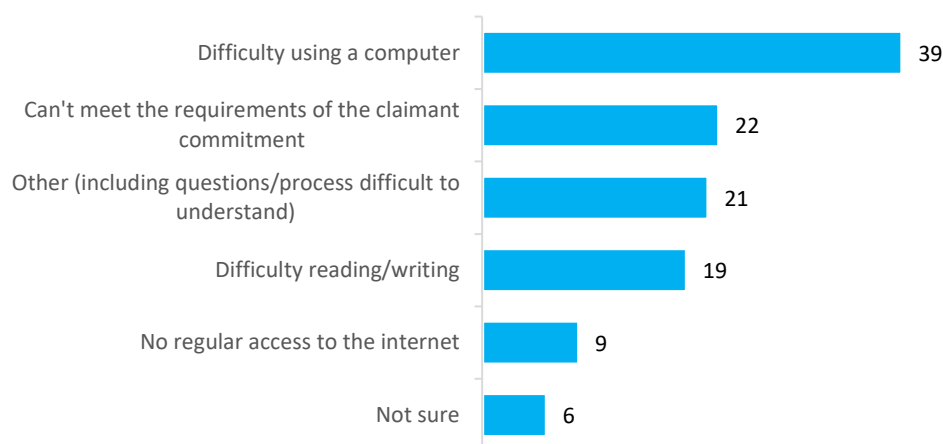 Difficulty using a computer
39
Can't meet the requirements of the claimant
commitment
22
Other (including questions/process difficult to
understand)
21
Difficulty reading/writing
19
No regular access to the internet
9
Not sure
6